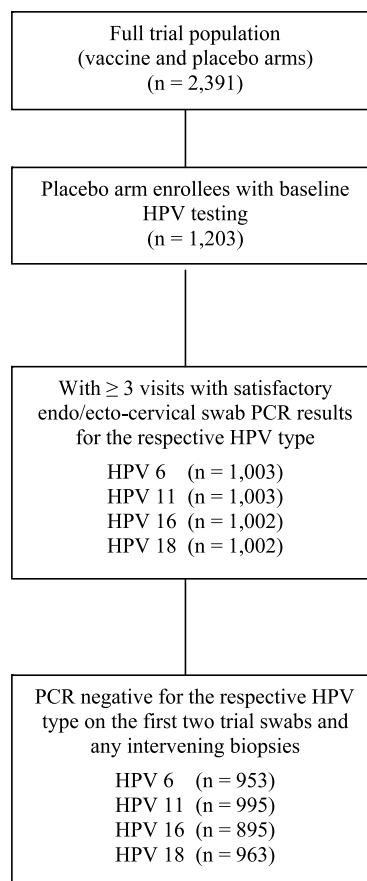 Full trial population
(vaccine and placebo arms)
(n = 2,391)
Placebo arm enrollees with baseline
HPV testing
(n = 1,203)
With ≥ 3 visits with satisfactory
endo/ecto-cervical swab PCR results
for the respective HPV type
HPV 6 (n = 1,003)
HPV 11 (n = 1,003)
HPV 16 (n = 1,002)
HPV 18 (n = 1,002)
PCR negative for the respective HPV
type on the first two trial swabs and
any intervening biopsies
HPV 6 (n = 953)
HPV 11 (n = 995)
HPV 16 (n = 895)
HPV 18 (n = 963)